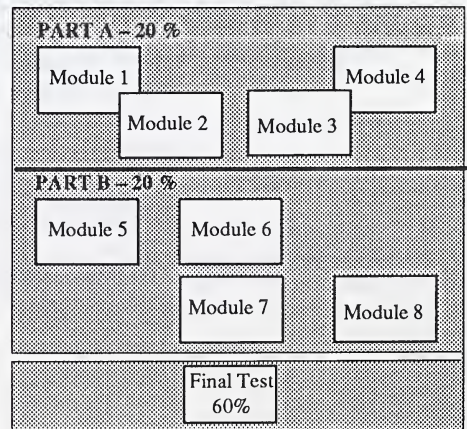 PART A – 20 %
Module 1
Module 4
Module 2
Module 3
PART B – 20 %
Module 5
Module 6
Module 7
Module 8
Final Test
60%